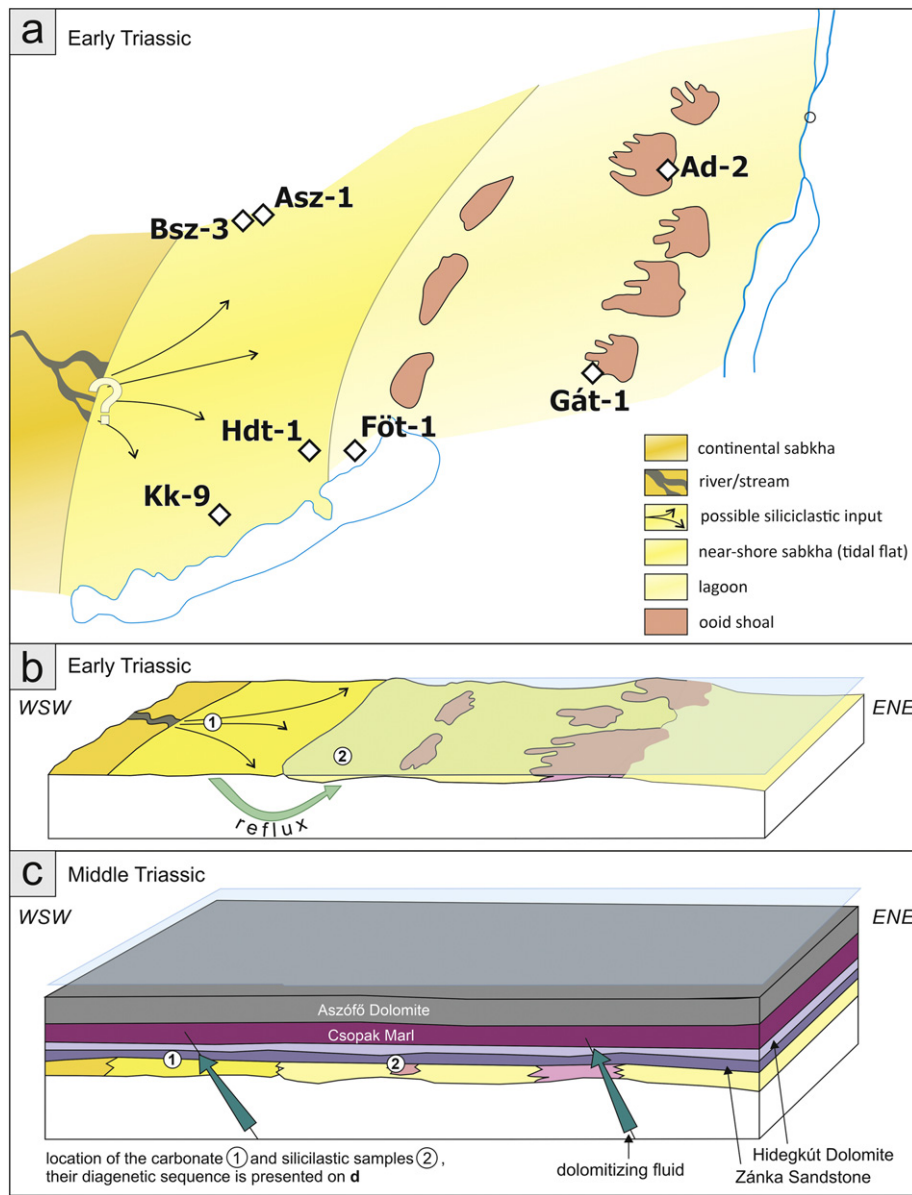 a
Early Triassic
Ad-2
Asz-1
Bsz-3
?
Gát-1
Hdt-1
Föt-1
Kk-9
continental sabkha
river/stream
possible siliciclastic input
near-shore sabkha (tidal flat)
lagoon
ooid shoal
b
Early Triassic
WSW
ENE
1
2
reflux
c
Middle Triassic
WSW
ENE
Aszófő Dolomite
Csopak Marl
1
2
location of the carbonate 1 and silicilastic samples 2 ,
their diagenetic sequence is presented on d
dolomitizing fluid
Hidegkút Dolomite
Zánka Sandstone